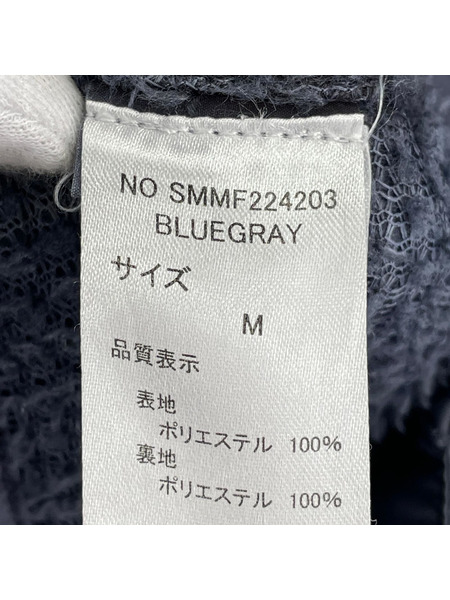 NO SMMF224203
BLUEGRAY
サイズ
M
品質表示
表地
ポリエステル 100%
裏地
ポリエステル 100%